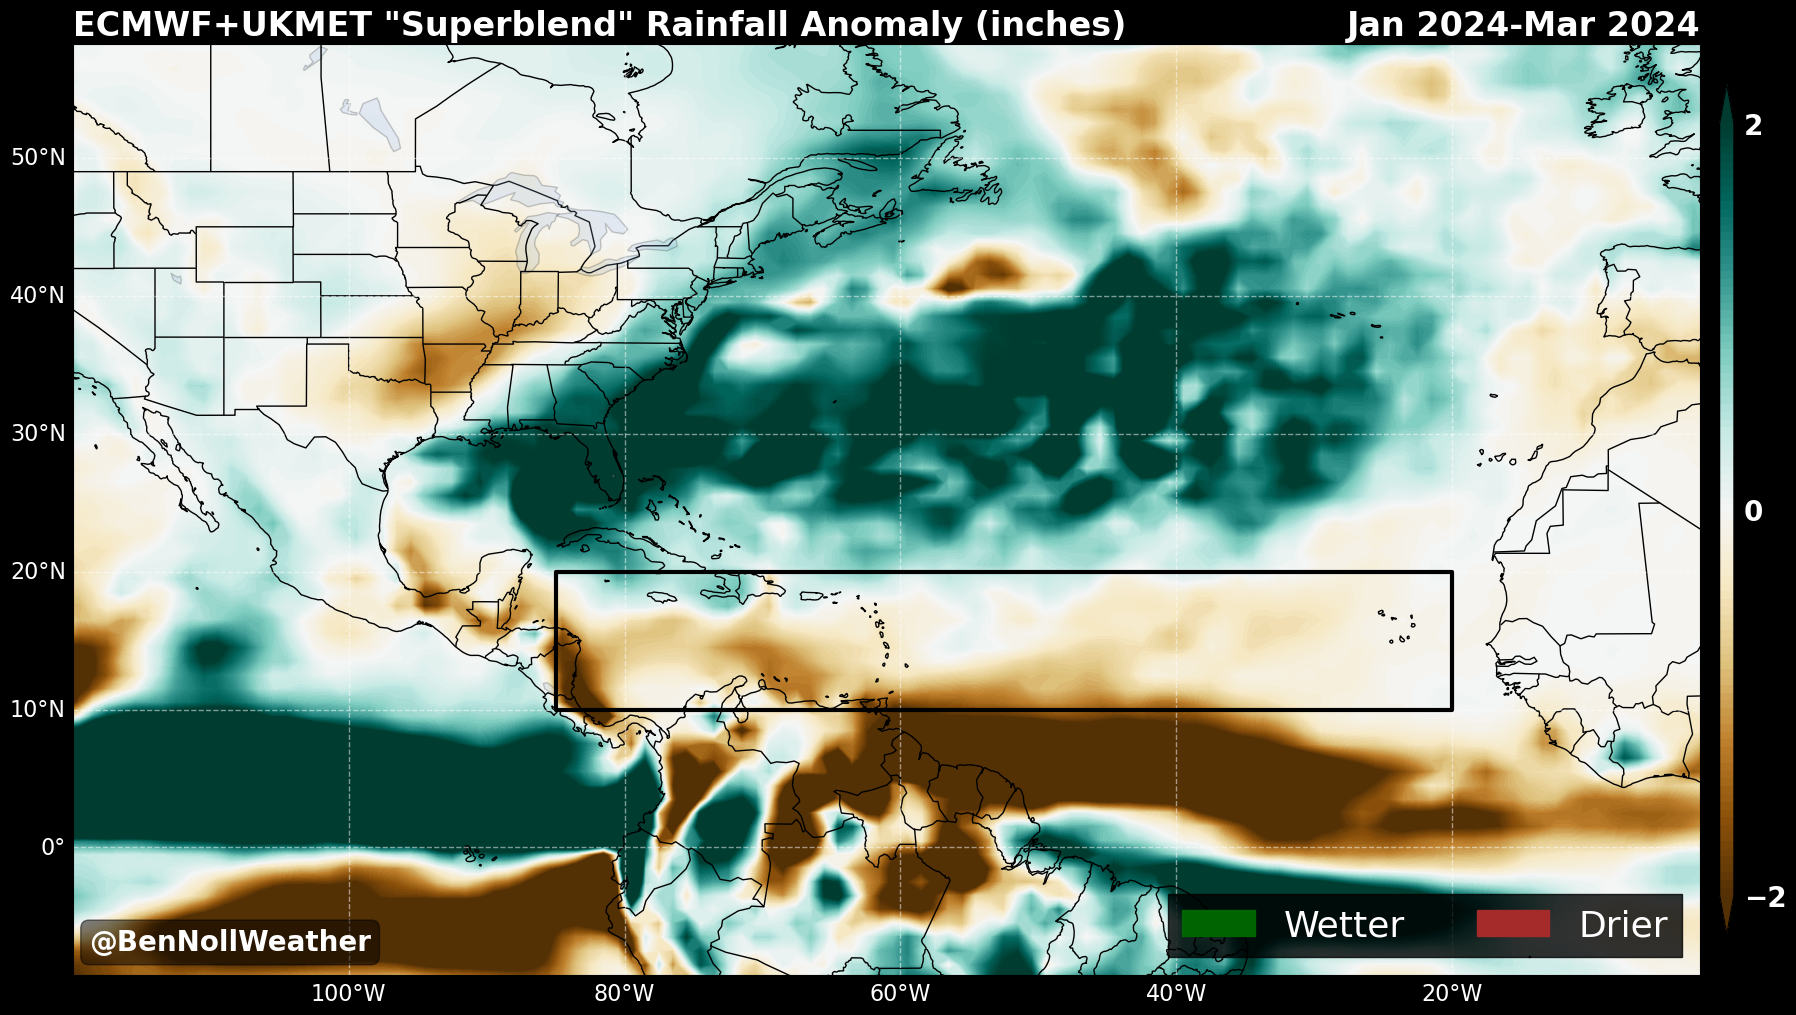 ECMWF+UKMET "Superblend" Rainfall Anomaly (inches) Jan 2024-Mar 2024
2
50°N
40°N
30°N
0
20°N
10°N
0°
−2
Wetter Drier
@BenNollWeather
100°W 80°W 60°W 40°W 20°W